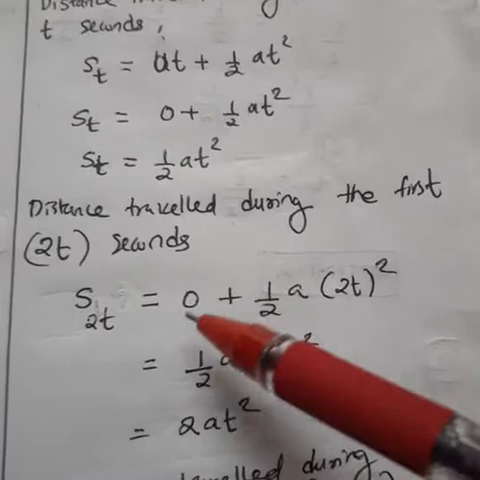 t seconds,
St = ut + 1/2 at²
St = 0 + 1/2 at²
St = 1/2 at²
Distance travelled during the first
(2t) seconds
S2t = 0 + 1/2 a (2t)²
= 1/2
= 2at²
travelled during